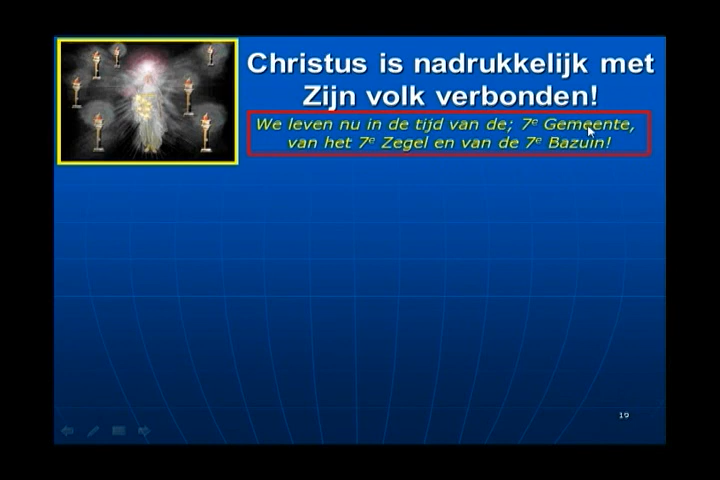 Christus is nadrukkelijk met
Zijn volk verbonden!
We leven nu in de tijd van de; 7ᵉ Gemeente,
van het 7ᵉ Zegel en van de 7ᵉ Bazuin!
19